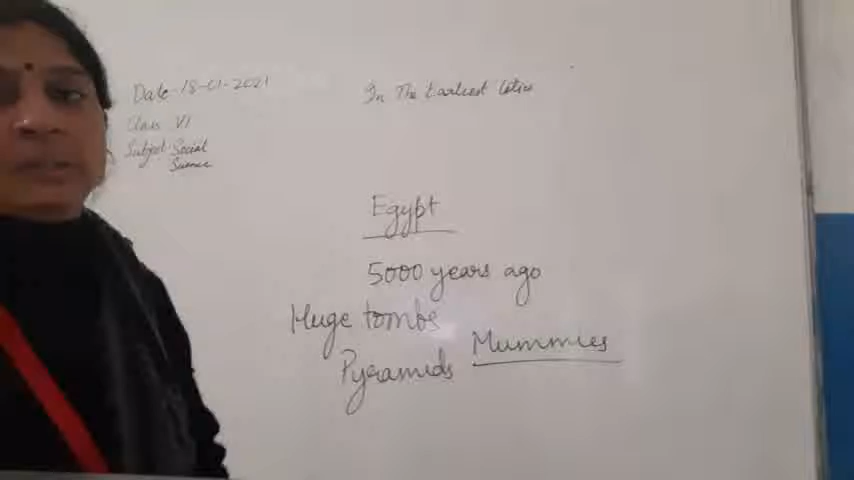 Date-18-01-2021
In The Earliest Cities
Class VI
Subject Social
Science
Egypt
5000 years ago
Huge tombs
Mummies
Pyramids